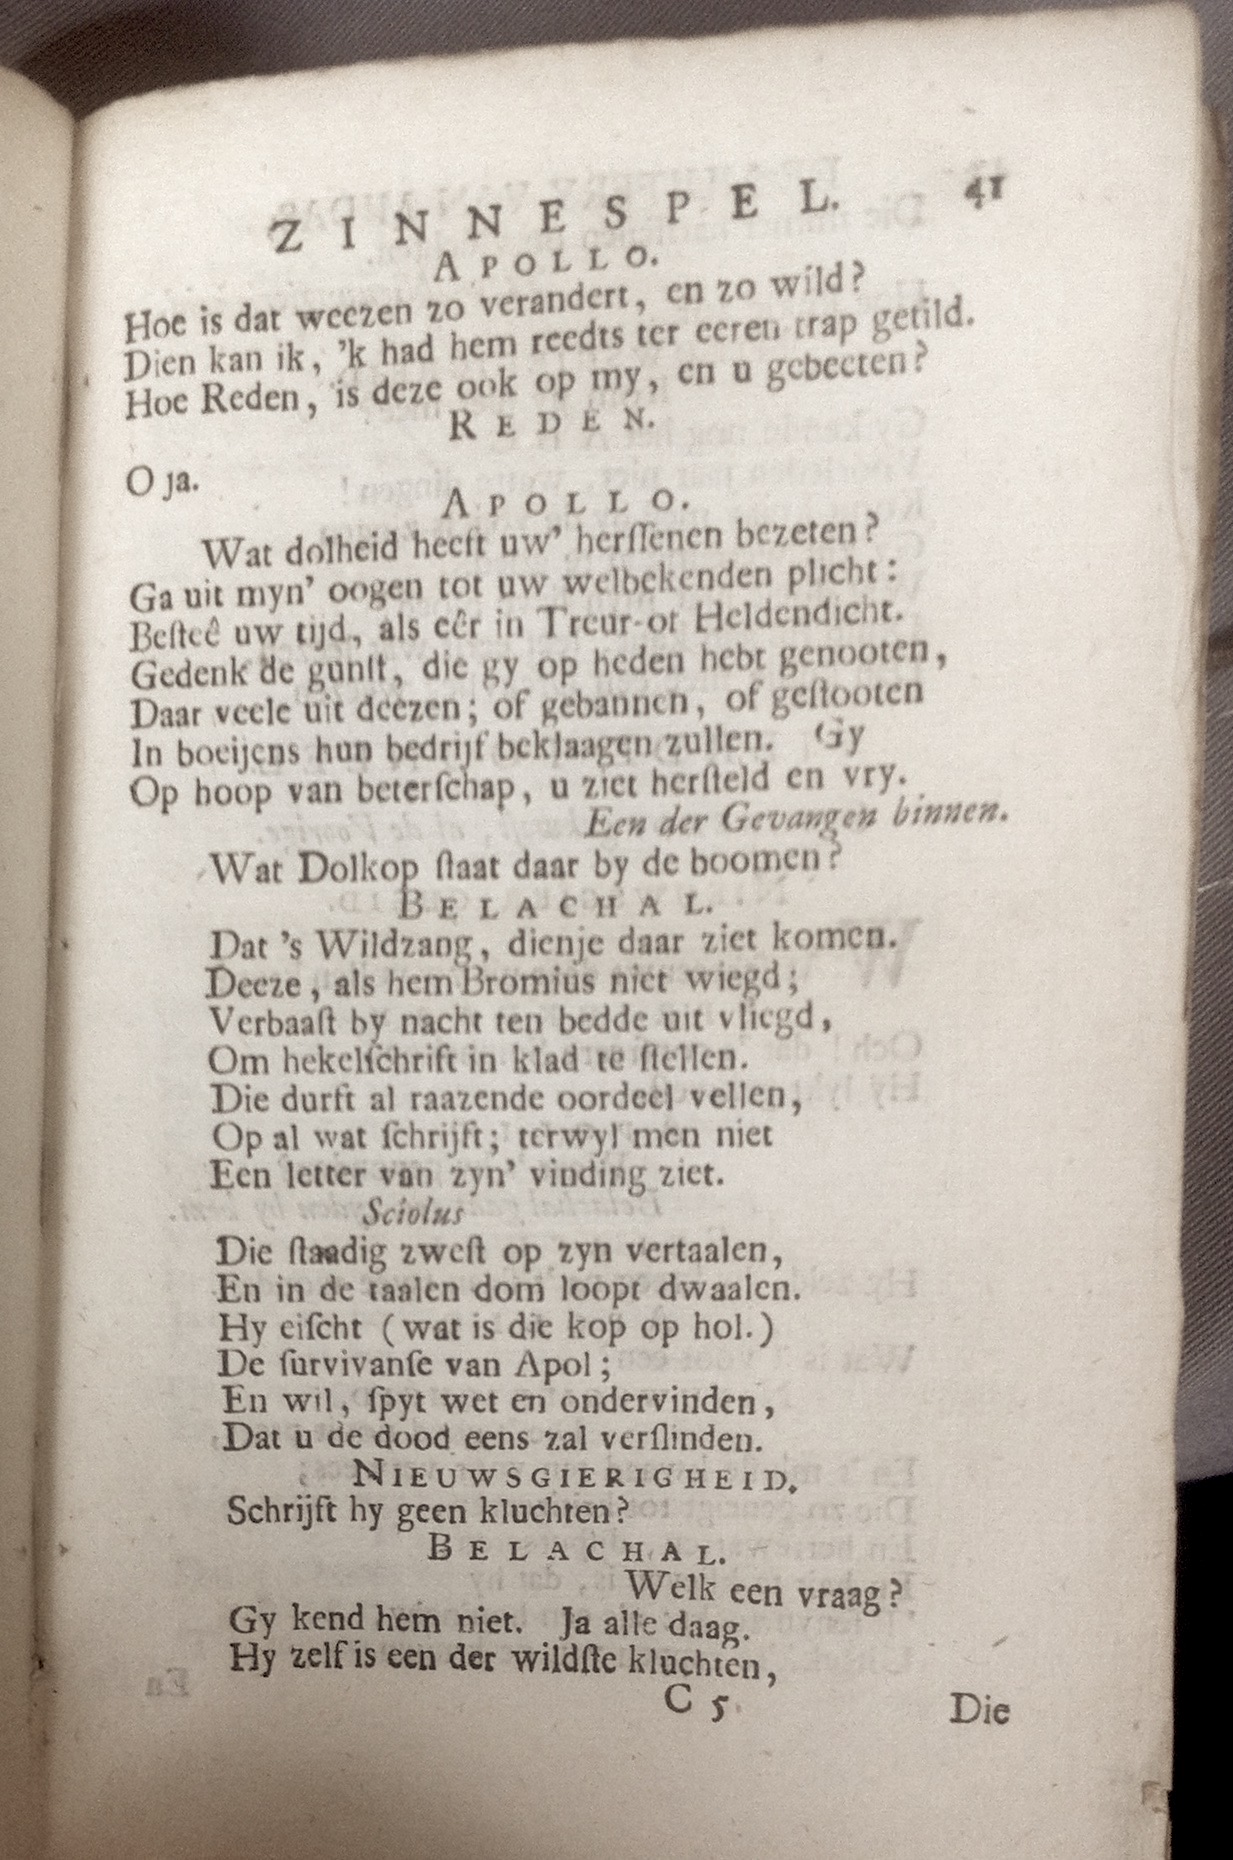 ZINNESPEL. 41
APOLLO.
Hoe is dat weezen zo verandert, en zo wild?
Dien kan ik, 'k had hem reedts ter eeren trap getild.
Hoe Reden, is deze ook op my, en u gebeeten?
REDEN.
O ja.
APOLLO.
Wat dolheid heeft uw' herſſenen bezeten?
Ga uit myn' oogen tot uw welbekenden plicht:
Beſteê uw tijd, als eêr in Treur-of Heldendicht.
Gedenk de gunſt, die gy op heden hebt genooten,
Daar veele uit deezen; of gebannen, of geſtooten
In boeijens hun bedrijf beklaagen zullen. Gy
Op hoop van beterſchap, u ziet herſteld en vry.
Een der Gevangen binnen.
Wat Dolkop ſtaat daar by de boomen?
BELACHAL.
Dat 's Wildzang, dienje daar ziet komen.
Deeze, als hem Bromius niet wiegd;
Verbaaſt by nacht ten bedde uit vliegd,
Om hekelſchrift in klad te ſtellen.
Die durft al raazende oordeel vellen,
Op al wat ſchrijft; terwyl men niet
Een letter van zyn' vinding ziet.
Sciolus
Die ſtaadig zweſt op zyn vertaalen,
En in de taalen dom loopt dwaalen.
Hy eiſcht (wat is die kop op hol.)
De ſurvivanſe van Apol;
En wil, ſpyt wet en ondervinden,
Dat u de dood eens zal verſlinden.
NIEUWSGIERIGHEID.
Schrijft hy geen kluchten?
BELACHAL.
Welk een vraag?
Gy kend hem niet. Ja alle daag.
Hy zelf is een der wildſte kluchten,
C 5 Die